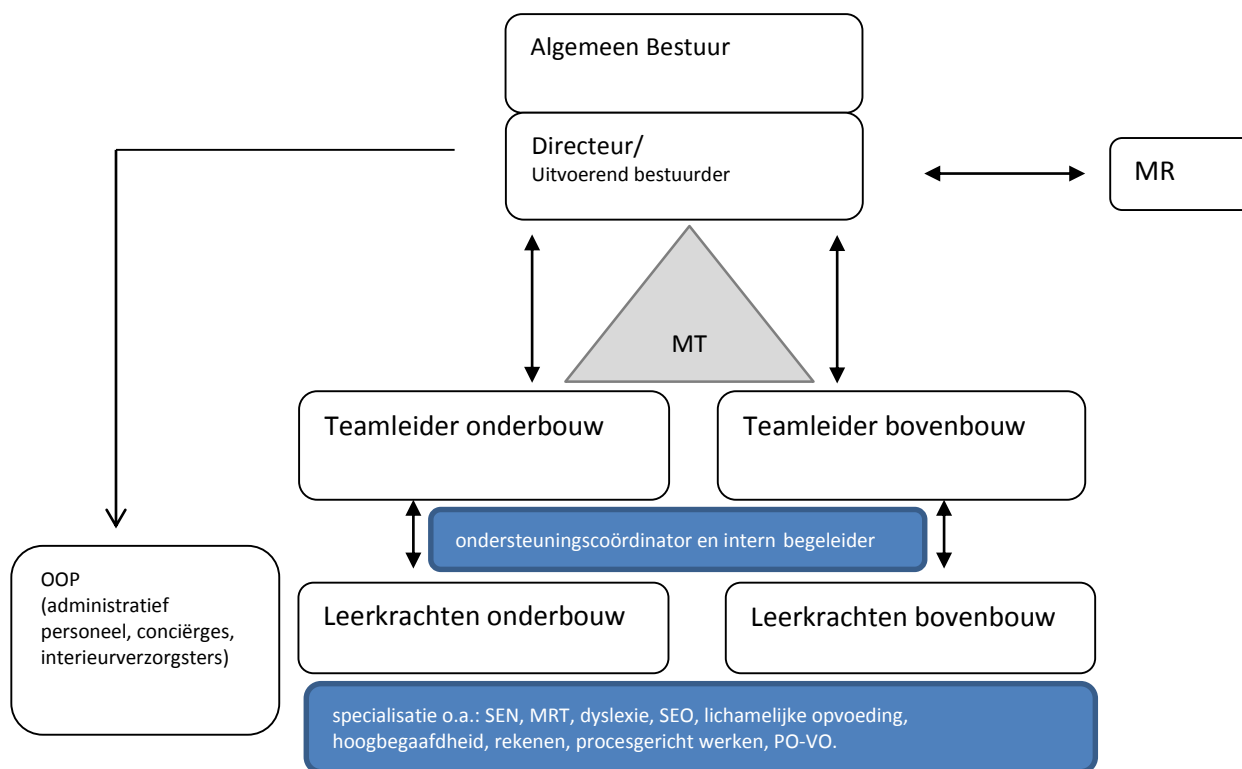 Algemeen Bestuur
Directeur/
Uitvoerend bestuurder
MR
MT
Teamleider onderbouw
Teamleider bovenbouw
ondersteuningscoördinator en intern begeleider
OOP
(administratief
personeel, conciërges,
interieurverzorgsters)
Leerkrachten onderbouw
Leerkrachten bovenbouw
specialisatie o.a.: SEN, MRT, dyslexie, SEO, lichamelijke opvoeding,
hoogbegaafdheid, rekenen, procesgericht werken, PO-VO.